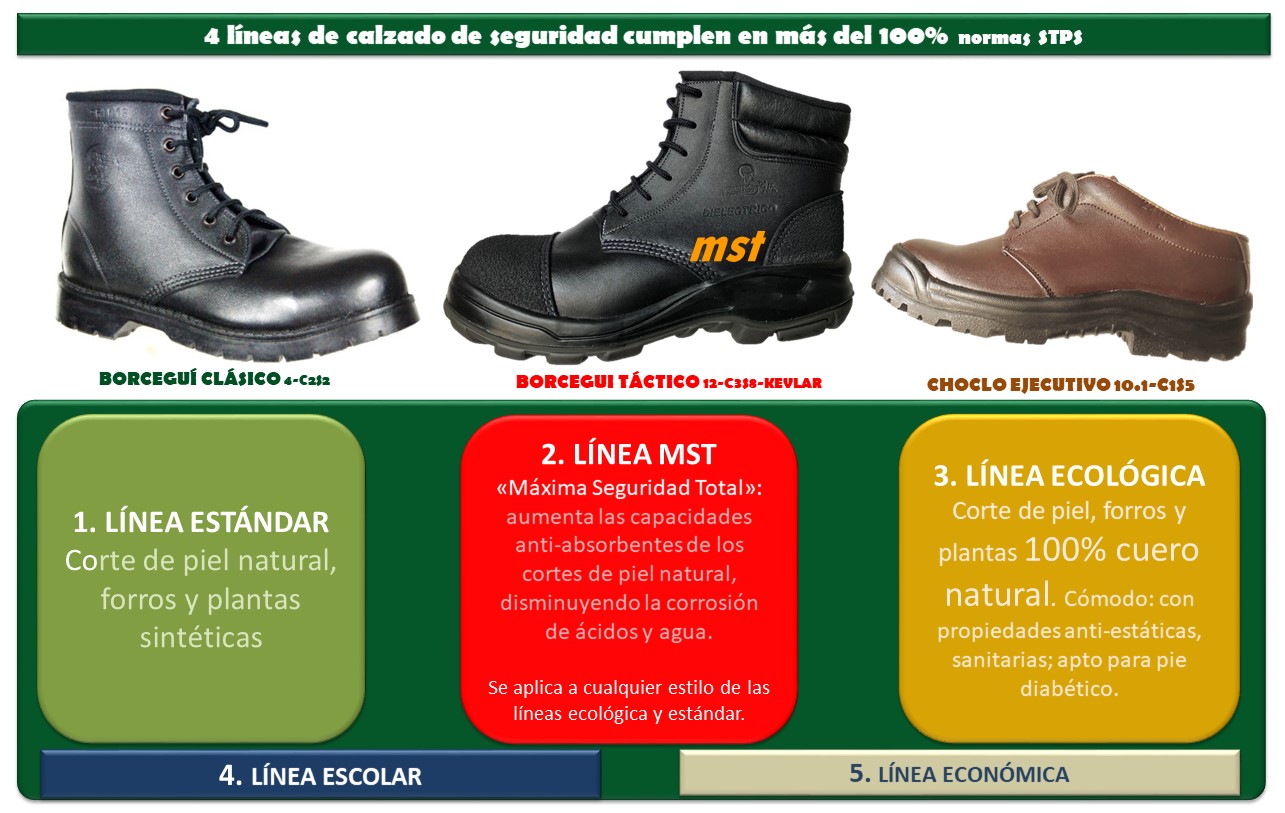 4 líneas de calzado de seguridad cumplen en más del 100% normas STPS
DIELECTRICO
mst
BORCEGUÍ CLÁSICO 4-C2S2
BORCEGUI TÁCTICO 12-C3S8-KEVLAR
CHOCLO EJECUTIVO 10.1-C1S5
1. LÍNEA ESTÁNDAR
Corte de piel natural,
forros y plantas
sintéticas
2. LÍNEA MST
«Máxima Seguridad Total»:
aumenta las capacidades
anti-absorbentes de los
cortes de piel natural,
disminuyendo la corrosión
de ácidos y agua.
Se aplica a cualquier estilo de las
líneas ecológica y estándar.
3. LÍNEA ECOLÓGICA
Corte de piel, forros y
plantas 100% cuero
natural. Cómodo: con
propiedades anti-estáticas,
sanitarias; apto para pie
diabético.
4. LÍNEA ESCOLAR
5. LÍNEA ECONÓMICA